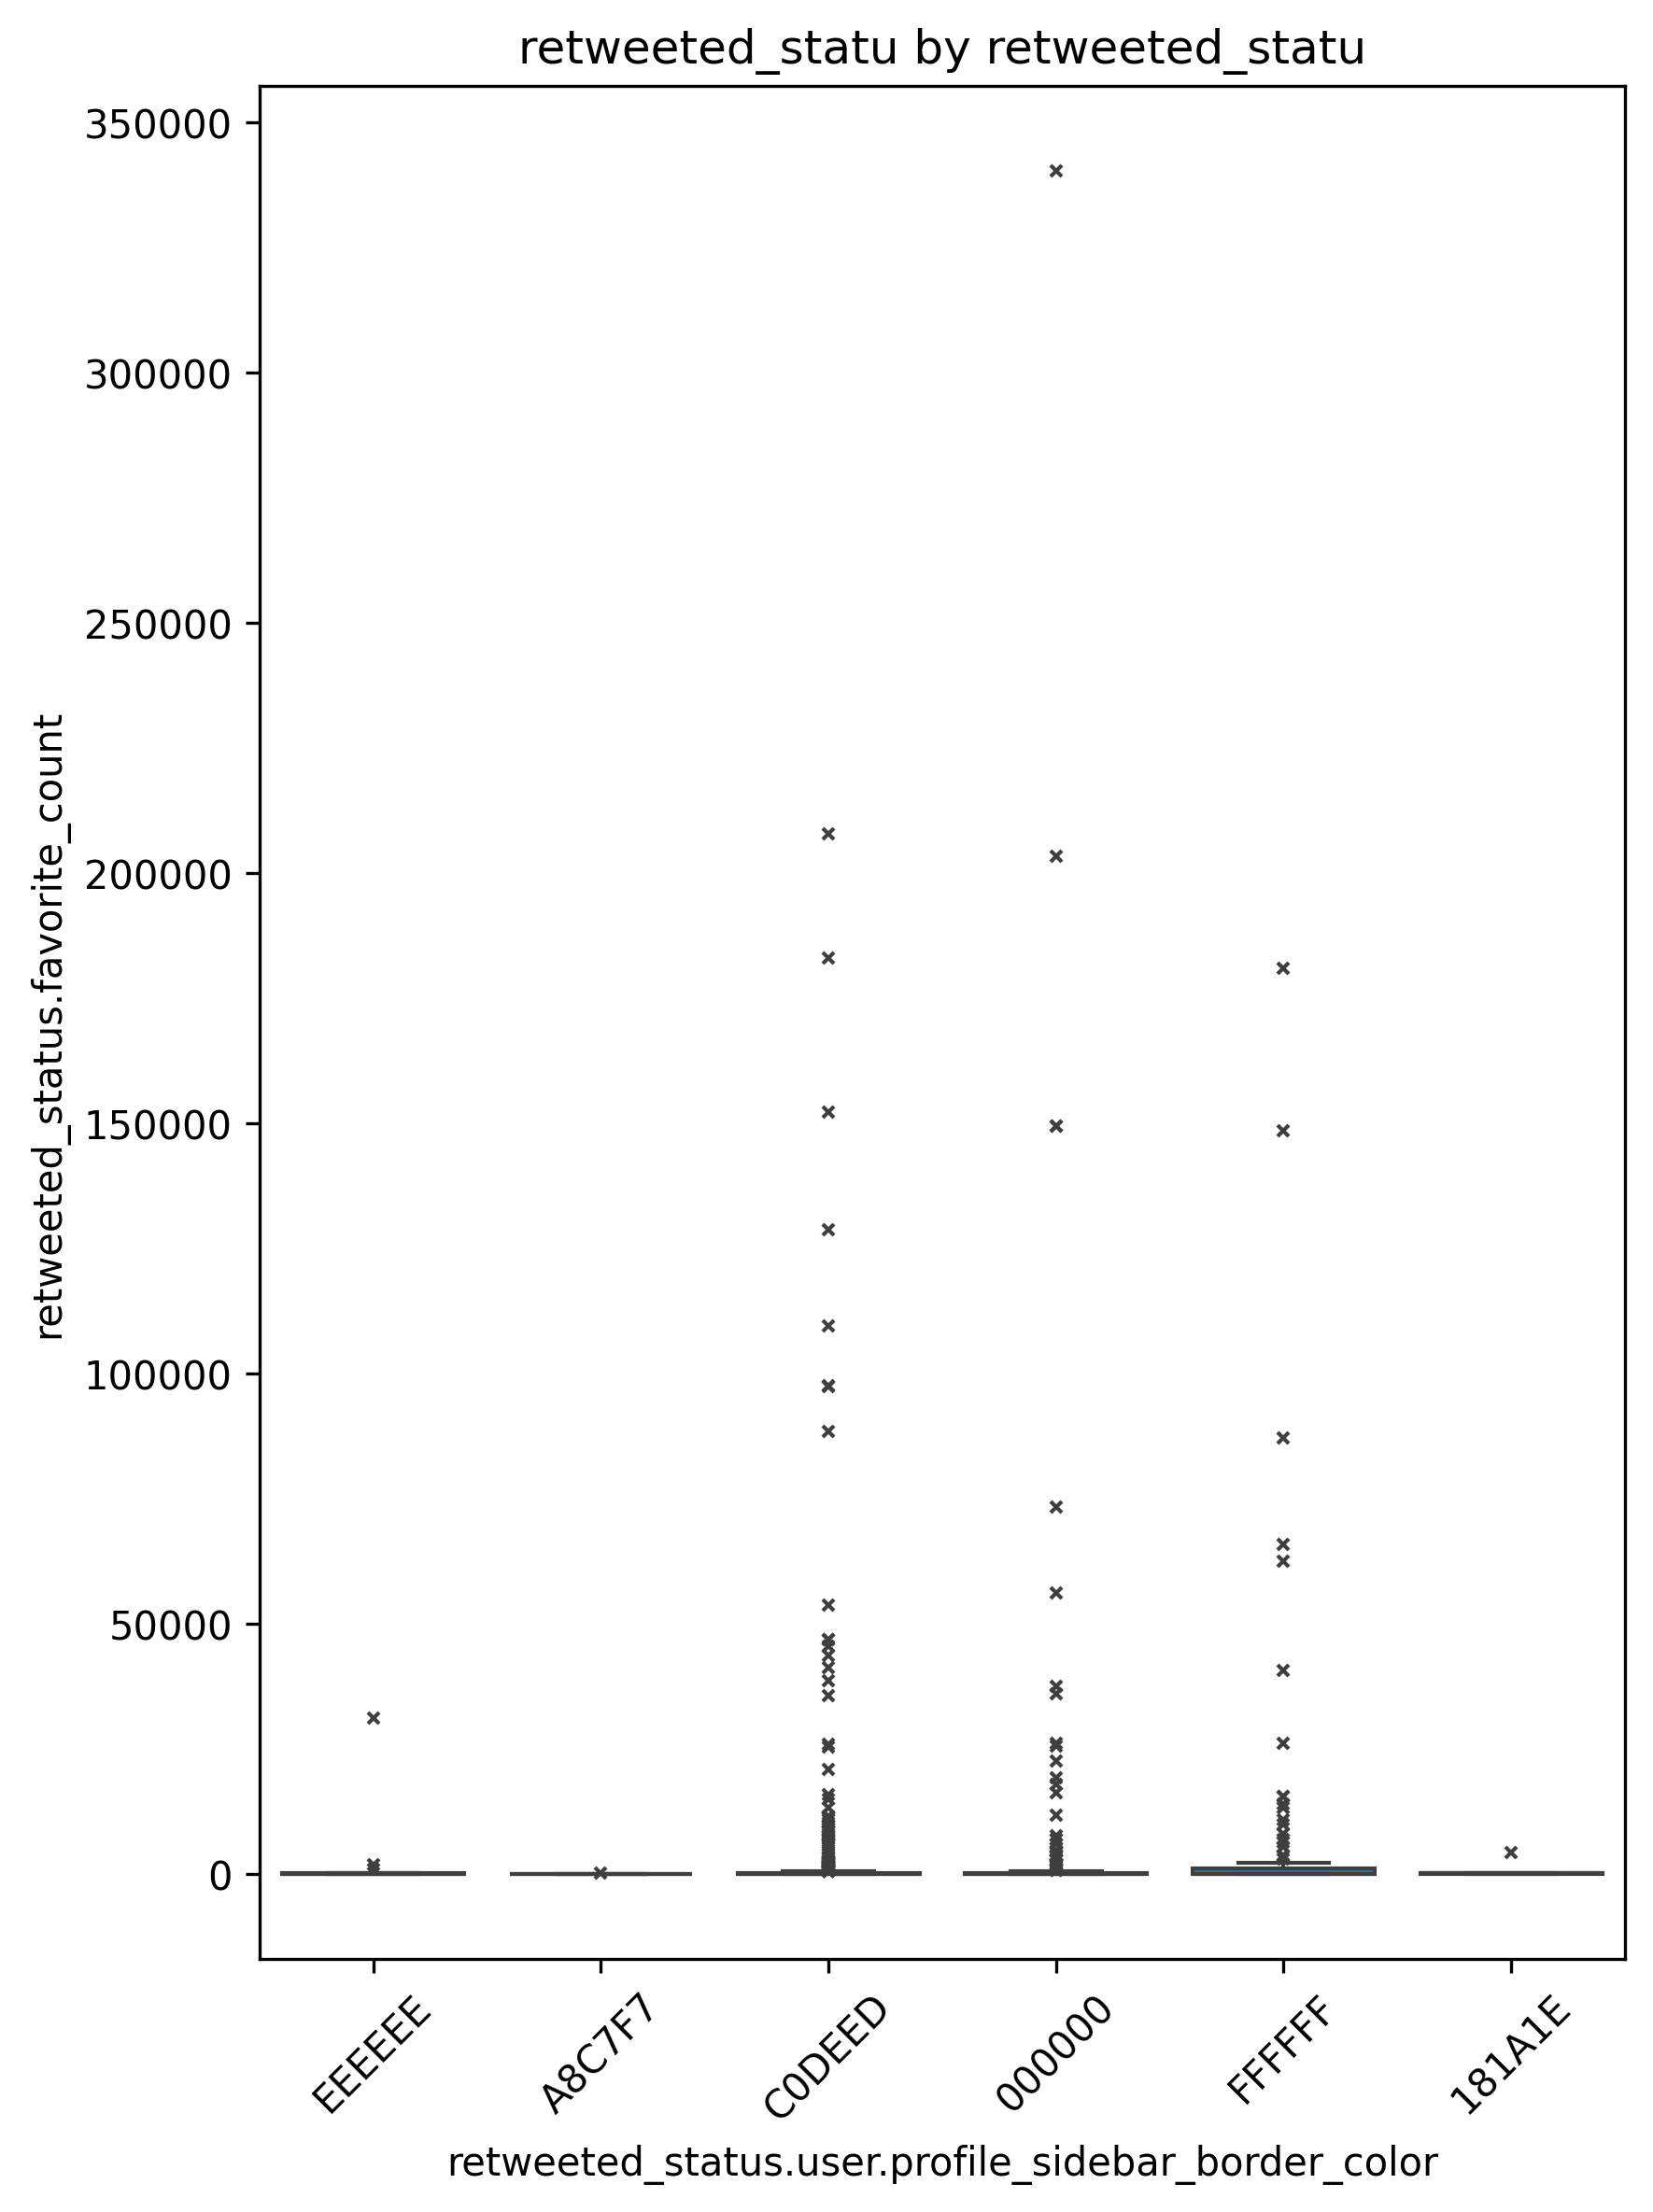 retweeted_statu by retweeted_statu
retweeted_status.favorite_count
350000
300000
250000
200000
150000
100000
50000
0
EEEEEE
A8C7F7
C0DEED
000000
FFFFFF
181A1E
retweeted_status.user.profile_sidebar_border_color